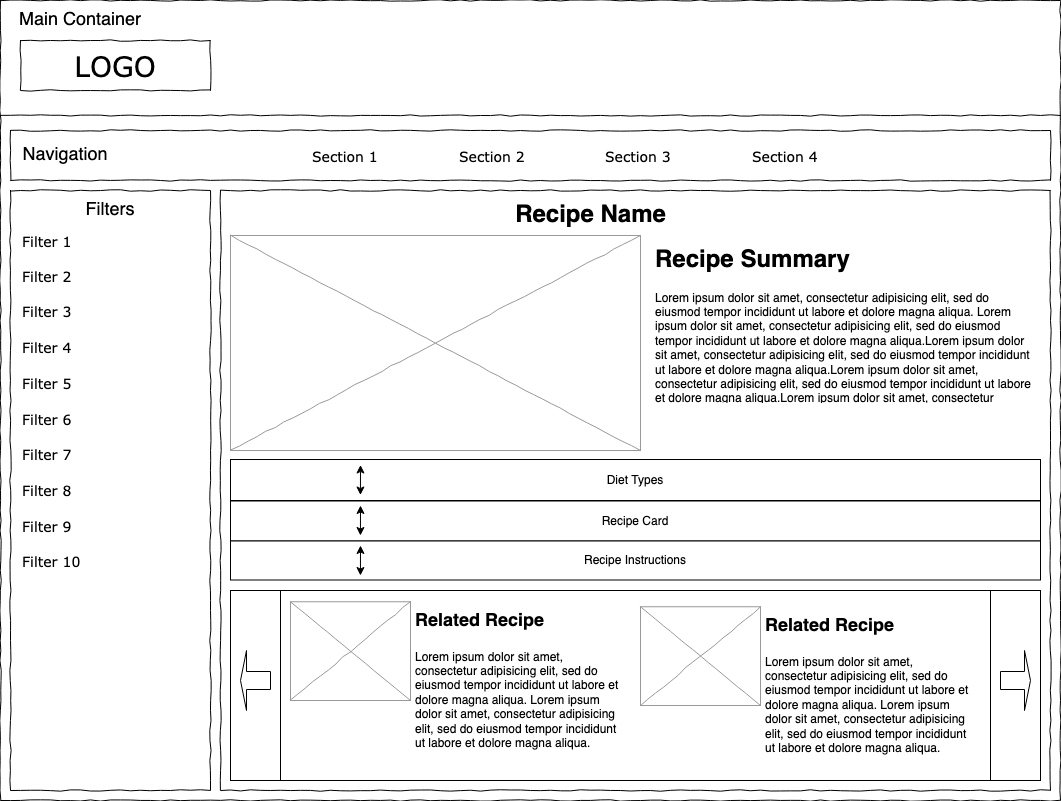 Main Container
LOGO
Navigation
Section 1
Section 2
Section 3
Section 4
Filters
Filter 1
Filter 2
Filter 3
Filter 4
Filter 5
Filter 6
Filter 7
Filter 8
Filter 9
Filter 10
Recipe Name
Recipe Summary
Lorem ipsum dolor sit amet, consectetur adipisicing elit, sed do
eiusmod tempor incididunt ut labore et dolore magna aliqua. Lorem
ipsum dolor sit amet, consectetur adipisicing elit, sed do eiusmod
tempor incididunt ut labore et dolore magna aliqua.Lorem ipsum dolor
sit amet, consectetur adipisicing elit, sed do eiusmod tempor incididunt
ut labore et dolore magna aliqua.Lorem ipsum dolor sit amet,
consectetur adipisicing elit, sed do eiusmod tempor incididunt ut labore
et dolore magna aliqua.Lorem ipsum dolor sit amet, consectetur
Diet Types
Recipe Card
Recipe Instructions
Related Recipe
Lorem ipsum dolor sit amet,
consectetur adipisicing elit, sed do
eiusmod tempor incididunt ut labore et
dolore magna aliqua. Lorem ipsum
dolor sit amet, consectetur adipisicing
elit, sed do eiusmod tempor incididunt
ut labore et dolore magna aliqua.
Related Recipe
Lorem ipsum dolor sit amet,
consectetur adipisicing elit, sed do
eiusmod tempor incididunt ut labore et
dolore magna aliqua. Lorem ipsum
dolor sit amet, consectetur adipisicing
elit, sed do eiusmod tempor incididunt
ut labore et dolore magna aliqua.